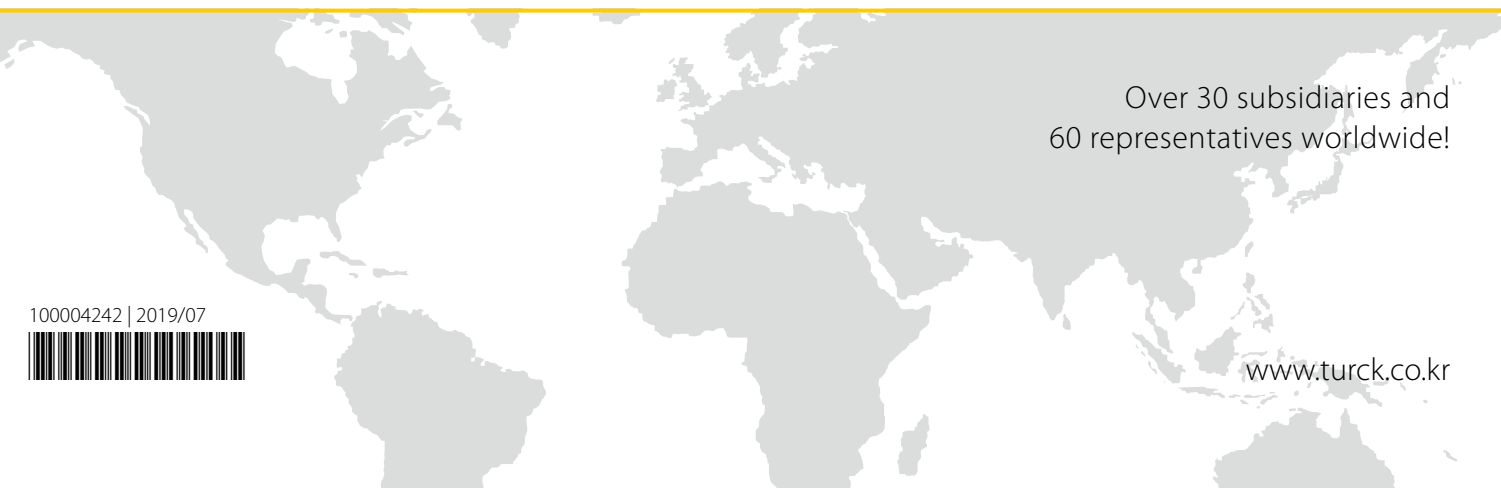 Over 30 subsidiaries and
60 representatives worldwide!
100004242 | 2019/07
www.turck.co.kr